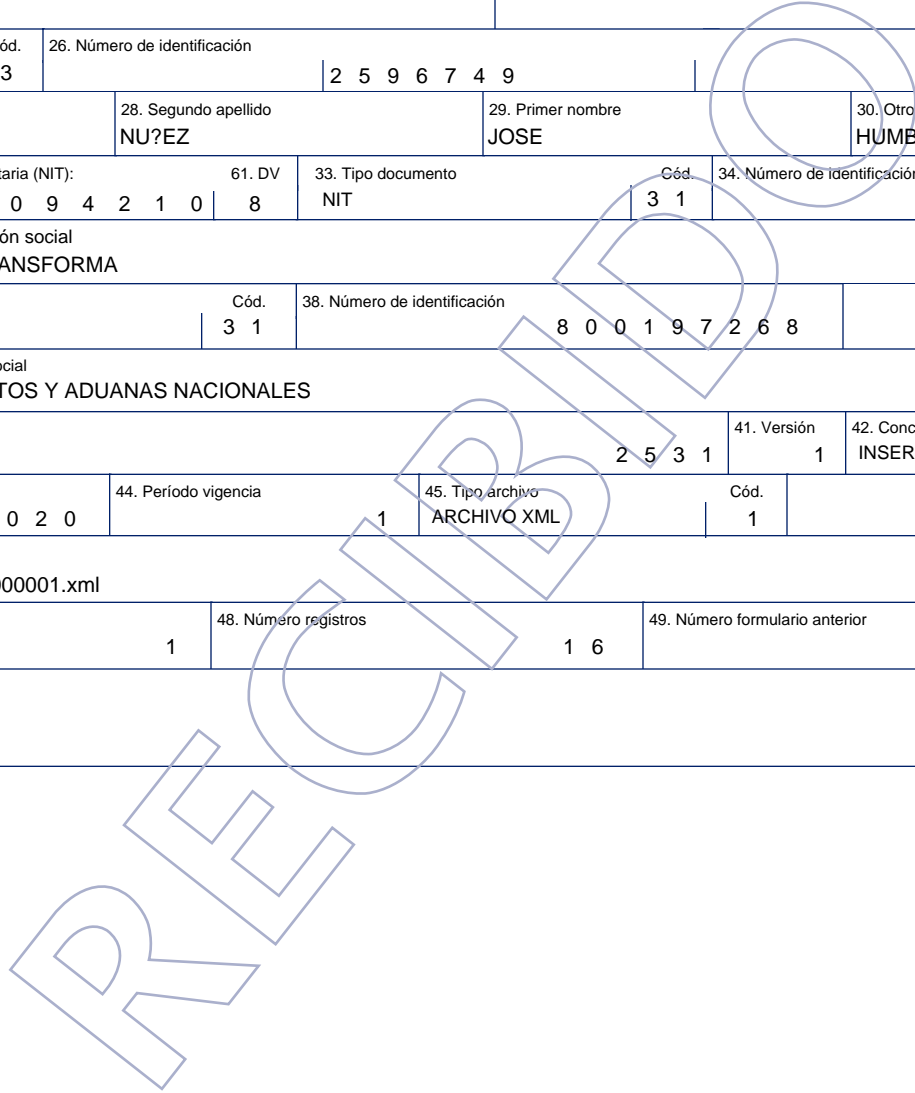 ód. 26. Número de identificación
3 2 5 9 6 7 4 9
28. Segundo apellido 29. Primer nombre 30. Otro
NU?EZ JOSE HUMB
taria (NIT): 61. DV 33. Tipo documento Cód. 34. Número de identificación
0 9 4 2 1 0 8 NIT 3 1
ón social
ANSFORMA
Cód. 38. Número de identificación
3 1 8 0 0 1 9 7 2 6 8
ocial
TOS Y ADUANAS NACIONALES
41. Versión 42. Conc
2 5 3 1 1 INSER
44. Período vigencia 45. Tipo archivo Cód.
0 2 0 1 ARCHIVO XML 1
000001.xml
48. Número registros 49. Número formulario anterior
1 1 6
RECIBIDO